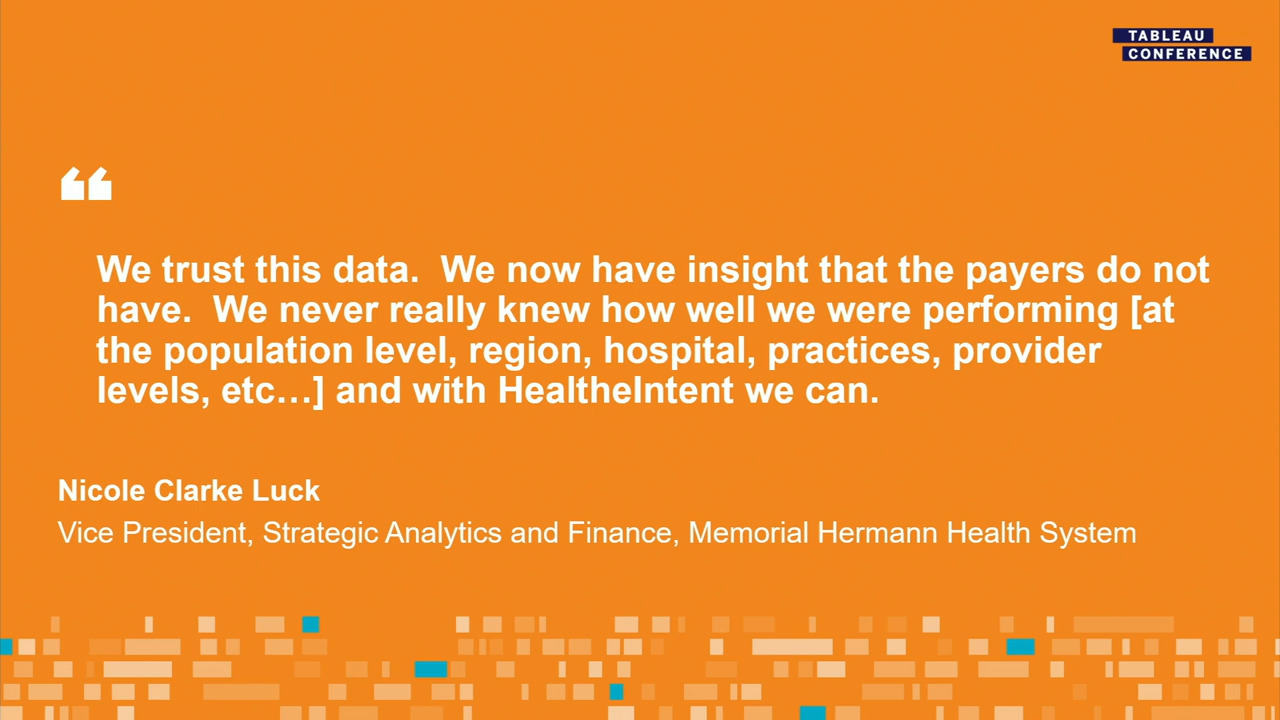 TABLEAU
CONFERENCE
“
We trust this data.  We now have insight that the payers do not
have.  We never really knew how well we were performing [at
the population level, region, hospital, practices, provider
levels, etc…] and with HealtheIntent we can.
Nicole Clarke Luck
Vice President, Strategic Analytics and Finance, Memorial Hermann Health System